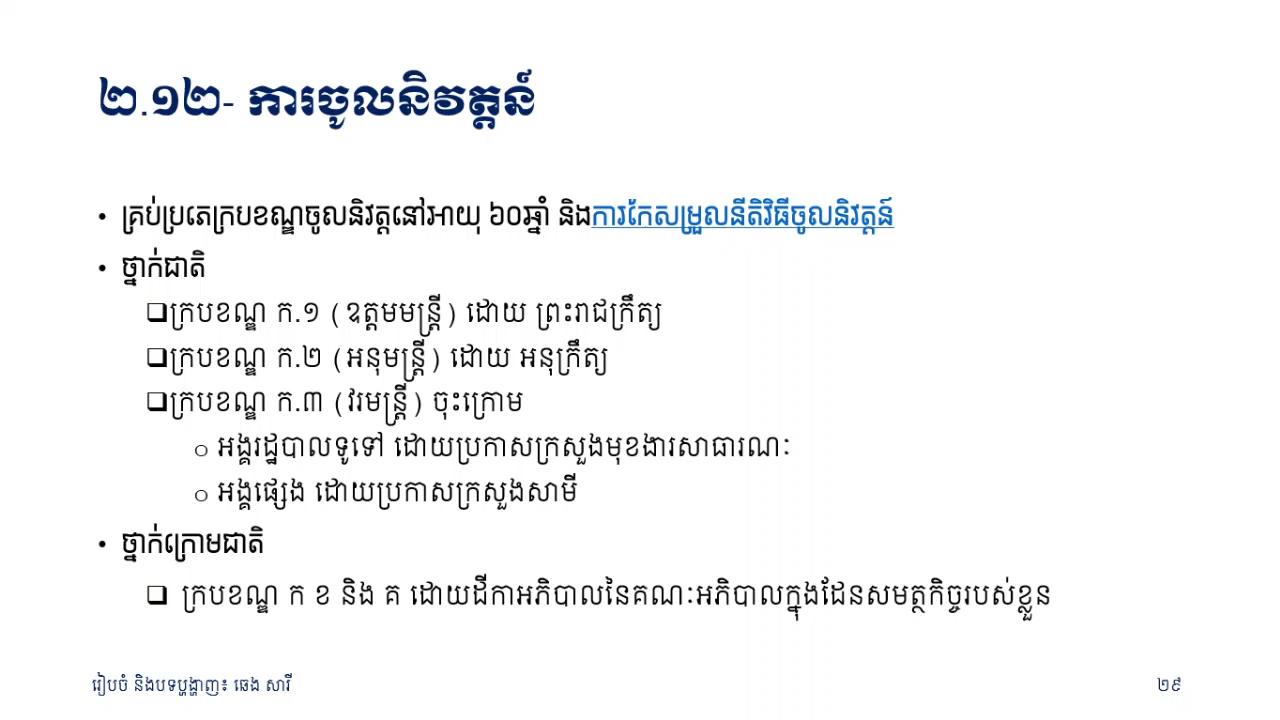 ២.១២- ការចូលនិវត្តន៍
• គ្រប់ប្រភេទក្របខណ្ឌចូលនិវត្តនៅអាយុ ៦០ឆ្នាំ និងការកែសម្រួលនីតិវិធីចូលនិវត្តន៍
• ថ្នាក់ជាតិ
❑ក្របខណ្ឌ ក.១ (ឧត្តមមន្ត្រី) ដោយ ព្រះរាជក្រឹត្យ
❑ក្របខណ្ឌ ក.២ (អនុមន្ត្រី) ដោយ អនុក្រឹត្យ
❑ក្របខណ្ឌ ក.៣ (វរមន្ត្រី) ចុះក្រោម
o អង្គរដ្ឋបាលទូទៅ ដោយប្រកាសក្រសួងមុខងារសាធារណៈ
o អង្គផ្សេង ដោយប្រកាសក្រសួងសាមី
• ថ្នាក់ក្រោមជាតិ
❑ ក្របខណ្ឌ ក ខ និង គ ដោយដីកាអភិបាលនៃគណៈអភិបាលក្នុងដែនសមត្ថកិច្ចរបស់ខ្លួន
រៀបចំ និងបទប្ហង្ហាញ៖ ឆេង សារី
២៩